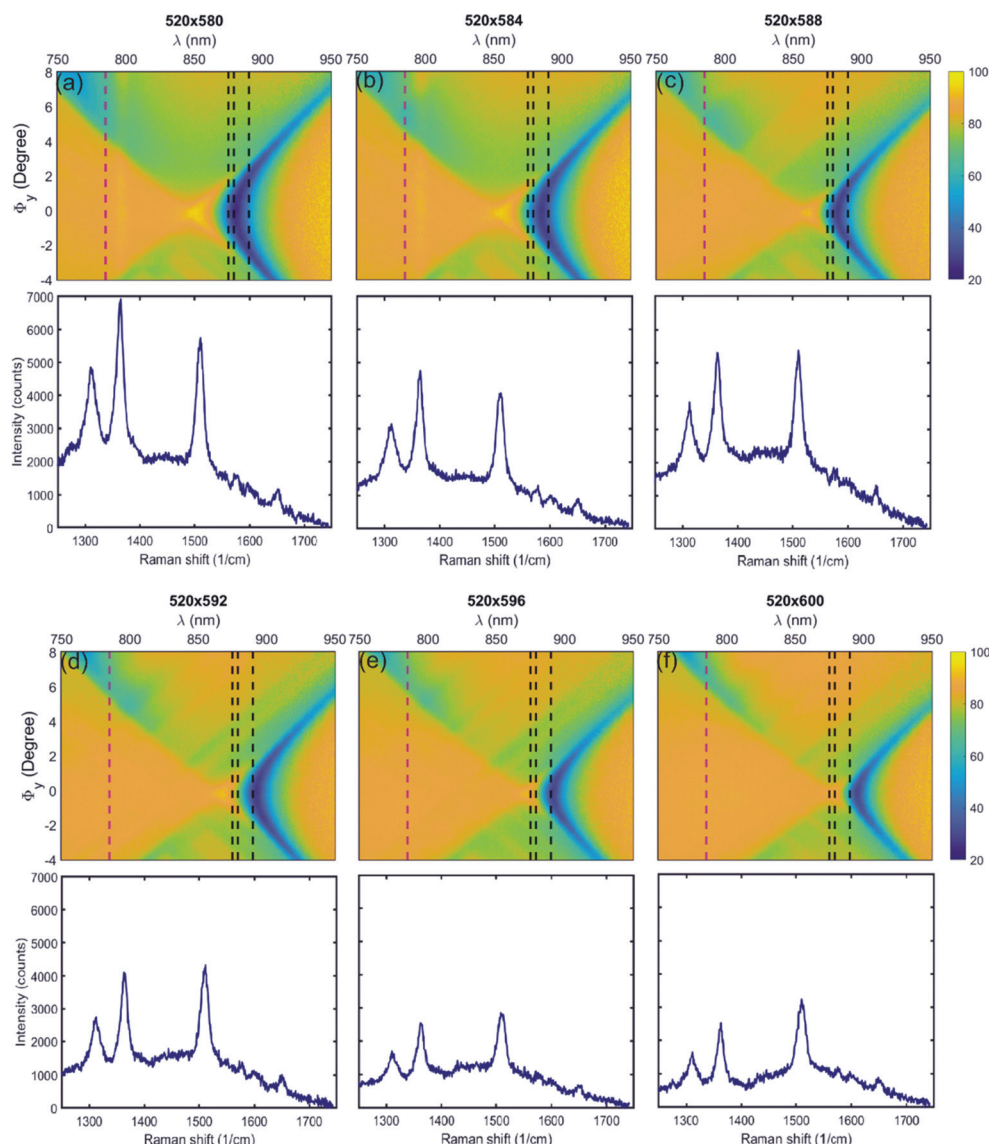 520x580 520x584 520x588
λ (nm) λ (nm) λ (nm)
750 800 850 900 950 750 800 850 900 950 750 800 850 900 950
(a) (b) (c)
Φy (Degree)
8
6
4
2
0
-2
-4
100
80
60
40
20
Intensity (counts)
7000
6000
5000
4000
3000
2000
1000
0
1300 1400 1500 1600 1700 1300 1400 1500 1600 1700 1300 1400 1500 1600 1700
Raman shift (1/cm) Raman shift (1/cm) Raman shift (1/cm)
520x592 520x596 520x600
λ (nm) λ (nm) λ (nm)
750 800 850 900 950 750 800 850 900 950 750 800 850 900 950
(d) (e) (f)
Φy (Degree)
8
6
4
2
0
-2
-4
100
80
60
40
20
Intensity (counts)
7000
6000
5000
4000
3000
2000
1000
0
1300 1400 1500 1600 1700 1300 1400 1500 1600 1700 1300 1400 1500 1600 1700
Raman shift (1/cm) Raman shift (1/cm) Raman shift (1/cm)